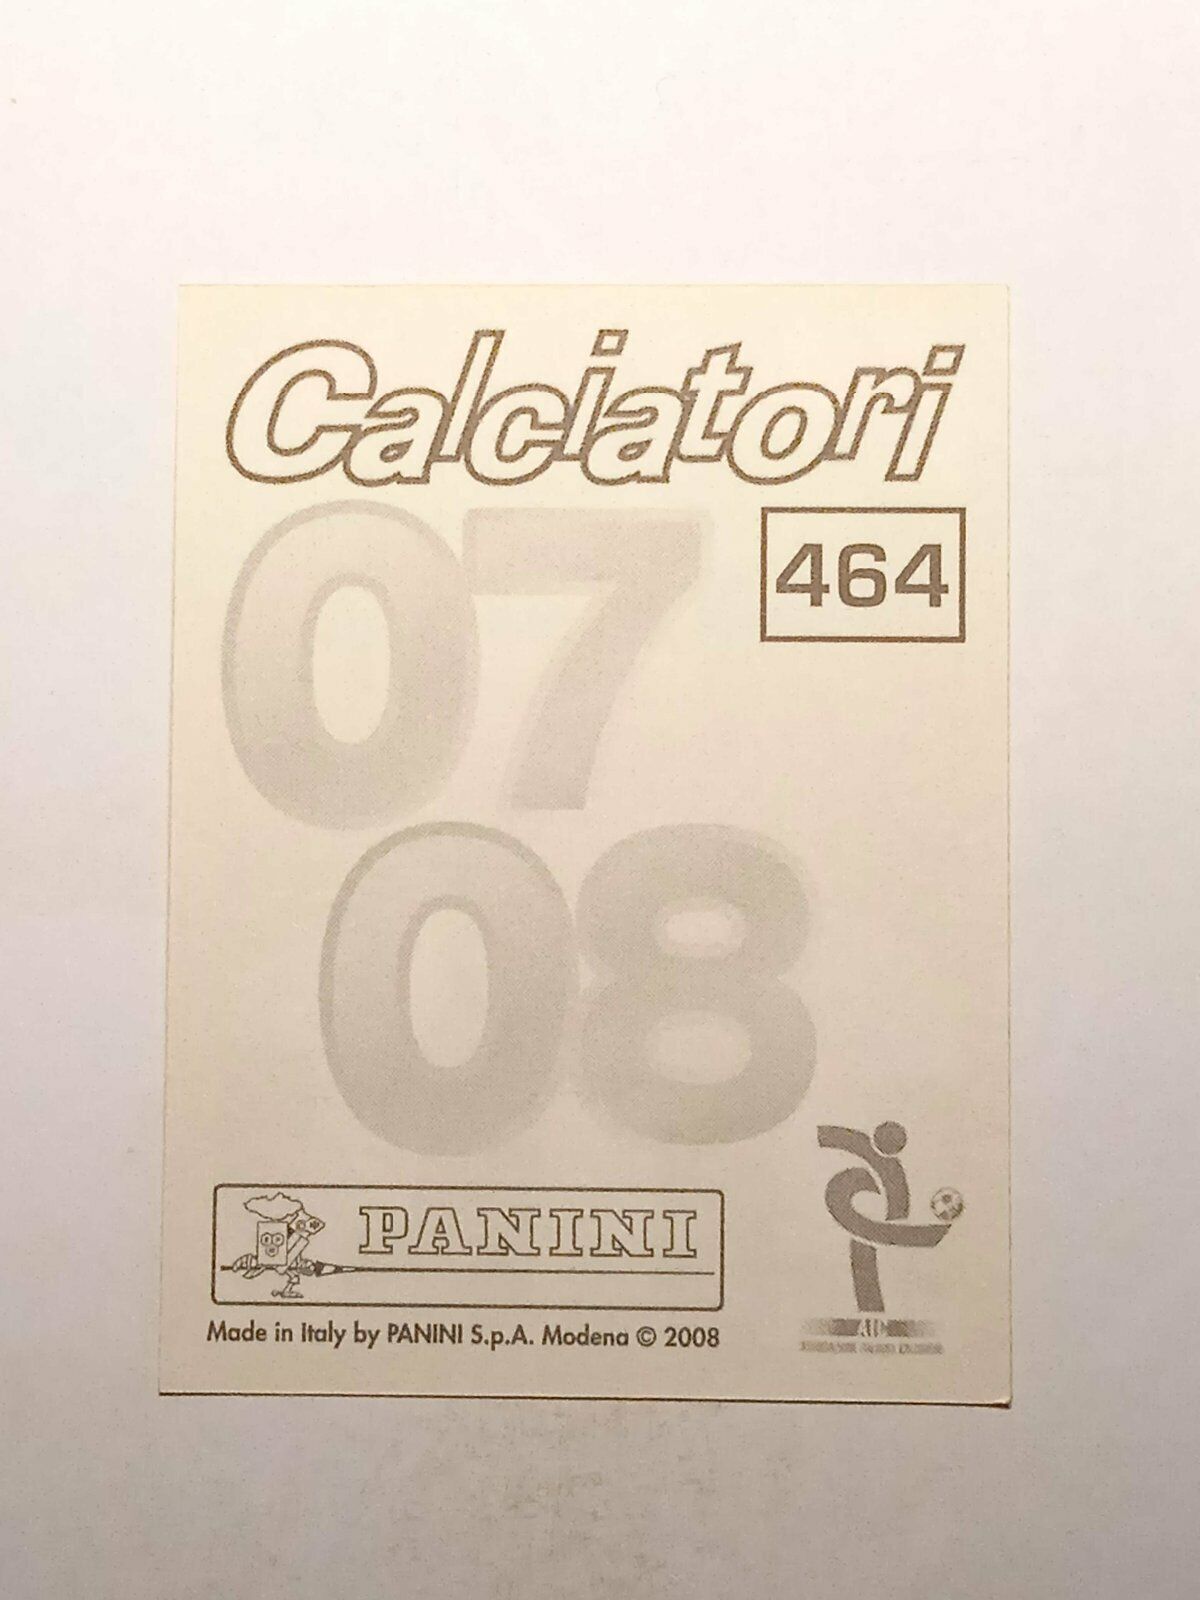 Calciatori
07
464
08
PANINI
Made in Italy by PANINI S.p.A. Modena © 2008